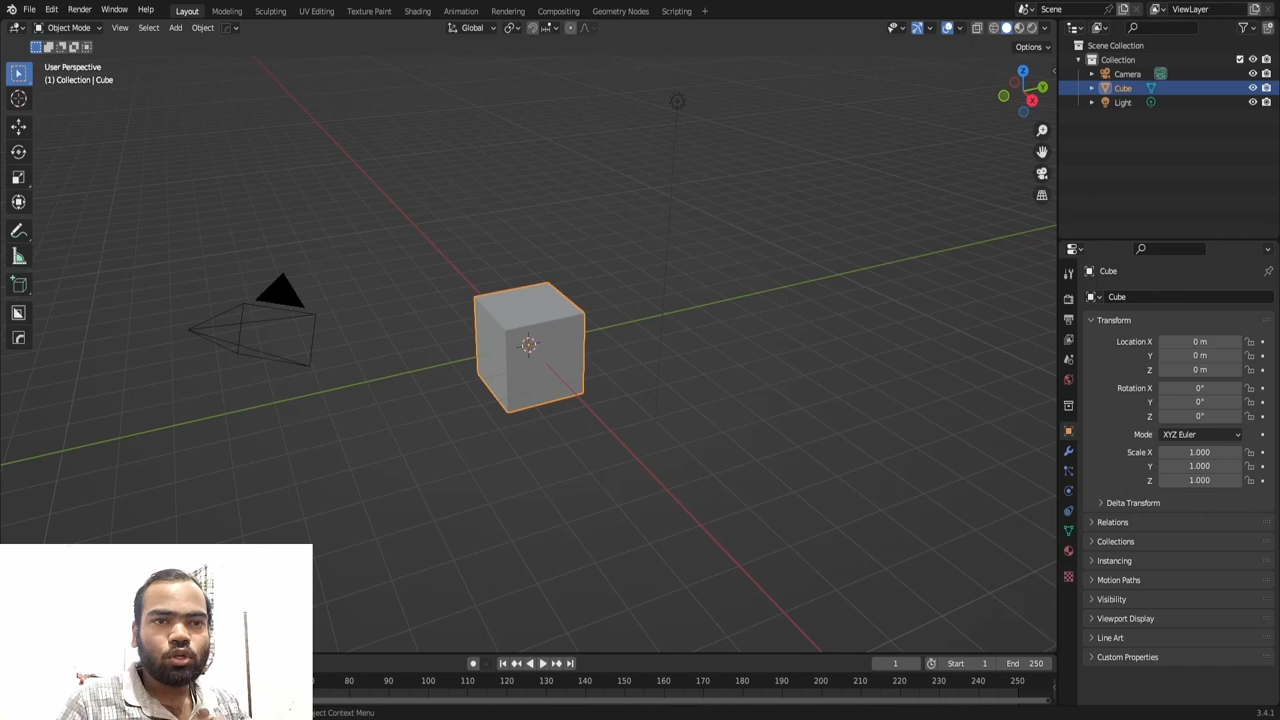 File Edit Render Window Help Layout Modeling Sculpting UV Editing Texture Paint Shading Animation Rendering Compositing Geometry Nodes Scripting + Scene ViewLayer
Object Mode View Select Add Object Global
Options
User Perspective
(1) Collection | Cube
Z
Y
X
Scene Collection
Collection
Camera
Cube
Light
Cube
Cube
Transform
Location X 0 m
Y 0 m
Z 0 m
Rotation X 0°
Y 0°
Z 0°
Mode XYZ Euler
Scale X 1.000
Y 1.000
Z 1.000
Delta Transform
Relations
Collections
Instancing
Motion Paths
Visibility
Viewport Display
Line Art
Custom Properties
1 Start 1 End 250
80 90 100 110 120 130 140 150 160 170 180 190 200 210 220 230 240 250
Object Context Menu
3.4.1